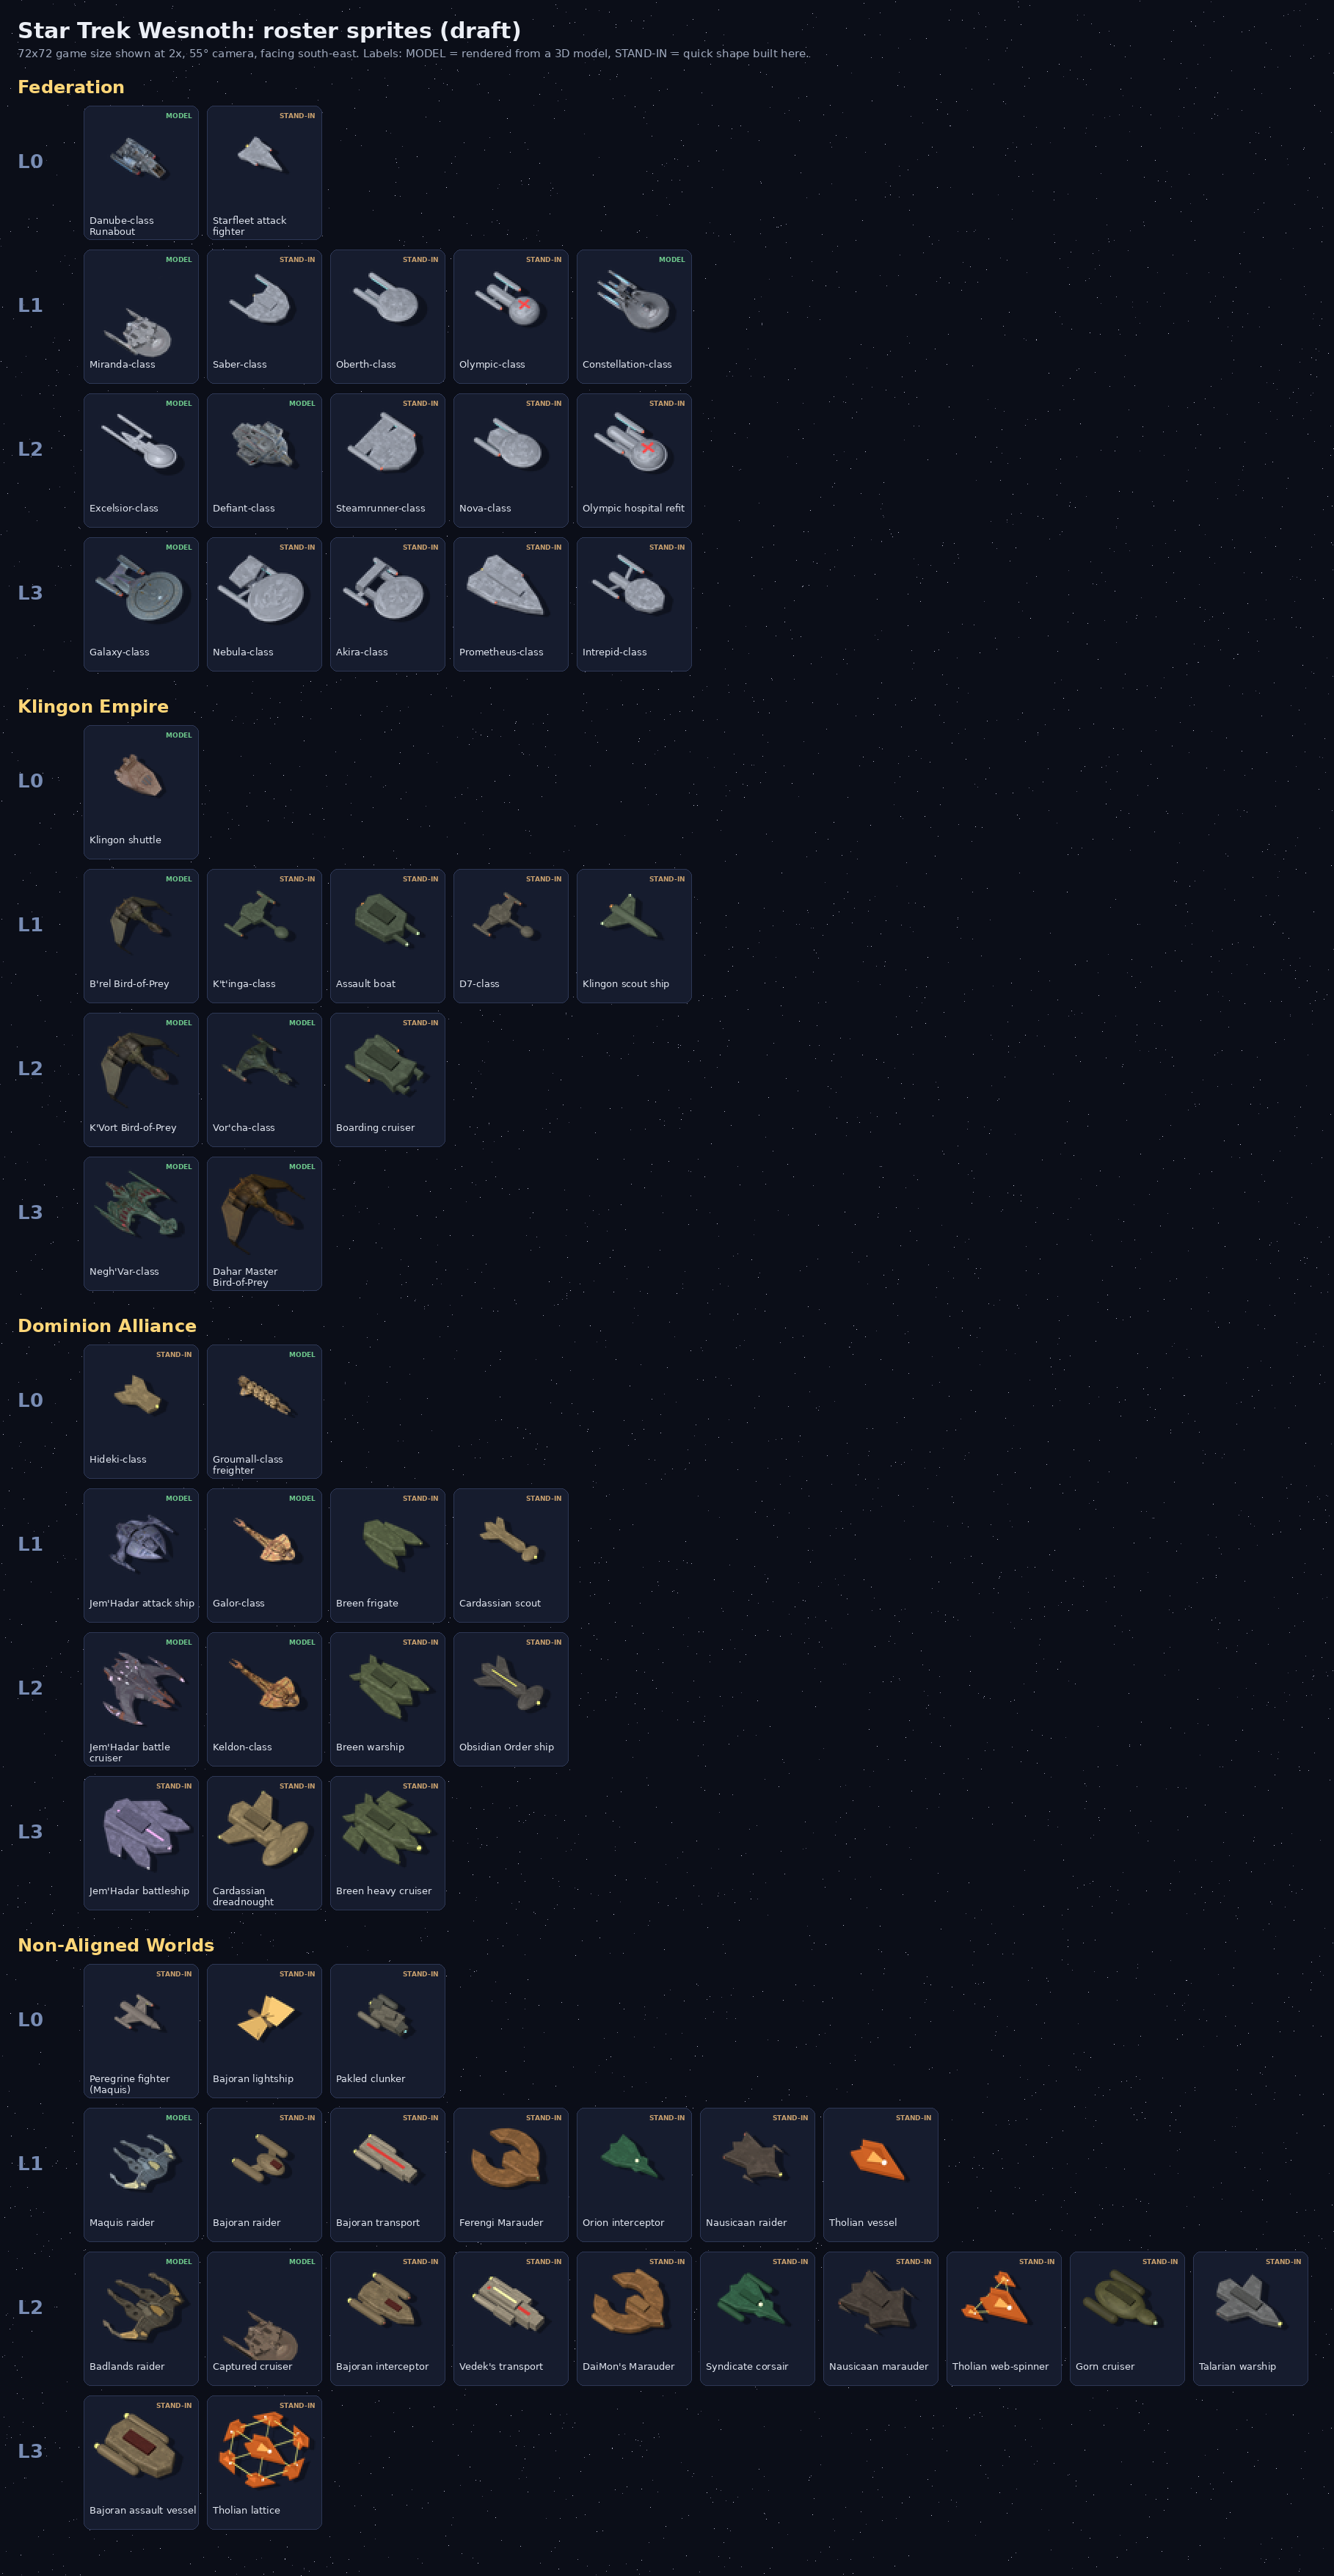 Star Trek Wesnoth: roster sprites (draft)
72x72 game size shown at 2x, 55° camera, facing south-east. Labels: MODEL = rendered from a 3D model, STAND-IN = quick shape built here.
Federation
L0
MODEL
Danube-class
Runabout
STAND-IN
Starfleet attack
fighter
L1
MODEL
Miranda-class
STAND-IN
Saber-class
STAND-IN
Oberth-class
STAND-IN
Olympic-class
MODEL
Constellation-class
L2
MODEL
Excelsior-class
MODEL
Defiant-class
STAND-IN
Steamrunner-class
STAND-IN
Nova-class
STAND-IN
Olympic hospital refit
L3
MODEL
Galaxy-class
STAND-IN
Nebula-class
STAND-IN
Akira-class
STAND-IN
Prometheus-class
STAND-IN
Intrepid-class
Klingon Empire
L0
MODEL
Klingon shuttle
L1
MODEL
B'rel Bird-of-Prey
STAND-IN
K't'inga-class
STAND-IN
Assault boat
STAND-IN
D7-class
STAND-IN
Klingon scout ship
L2
MODEL
K'Vort Bird-of-Prey
MODEL
Vor'cha-class
STAND-IN
Boarding cruiser
L3
MODEL
Negh'Var-class
MODEL
Dahar Master
Bird-of-Prey
Dominion Alliance
L0
STAND-IN
Hideki-class
MODEL
Groumall-class
freighter
L1
MODEL
Jem'Hadar attack ship
MODEL
Galor-class
STAND-IN
Breen frigate
STAND-IN
Cardassian scout
L2
MODEL
Jem'Hadar battle
cruiser
MODEL
Keldon-class
STAND-IN
Breen warship
STAND-IN
Obsidian Order ship
L3
STAND-IN
Jem'Hadar battleship
STAND-IN
Cardassian
dreadnought
STAND-IN
Breen heavy cruiser
Non-Aligned Worlds
L0
STAND-IN
Peregrine fighter
(Maquis)
STAND-IN
Bajoran lightship
STAND-IN
Pakled clunker
L1
MODEL
Maquis raider
STAND-IN
Bajoran raider
STAND-IN
Bajoran transport
STAND-IN
Ferengi Marauder
STAND-IN
Orion interceptor
STAND-IN
Nausicaan raider
STAND-IN
Tholian vessel
L2
MODEL
Badlands raider
MODEL
Captured cruiser
STAND-IN
Bajoran interceptor
STAND-IN
Vedek's transport
STAND-IN
DaiMon's Marauder
STAND-IN
Syndicate corsair
STAND-IN
Nausicaan marauder
STAND-IN
Tholian web-spinner
STAND-IN
Gorn cruiser
STAND-IN
Talarian warship
L3
STAND-IN
Bajoran assault vessel
STAND-IN
Tholian lattice